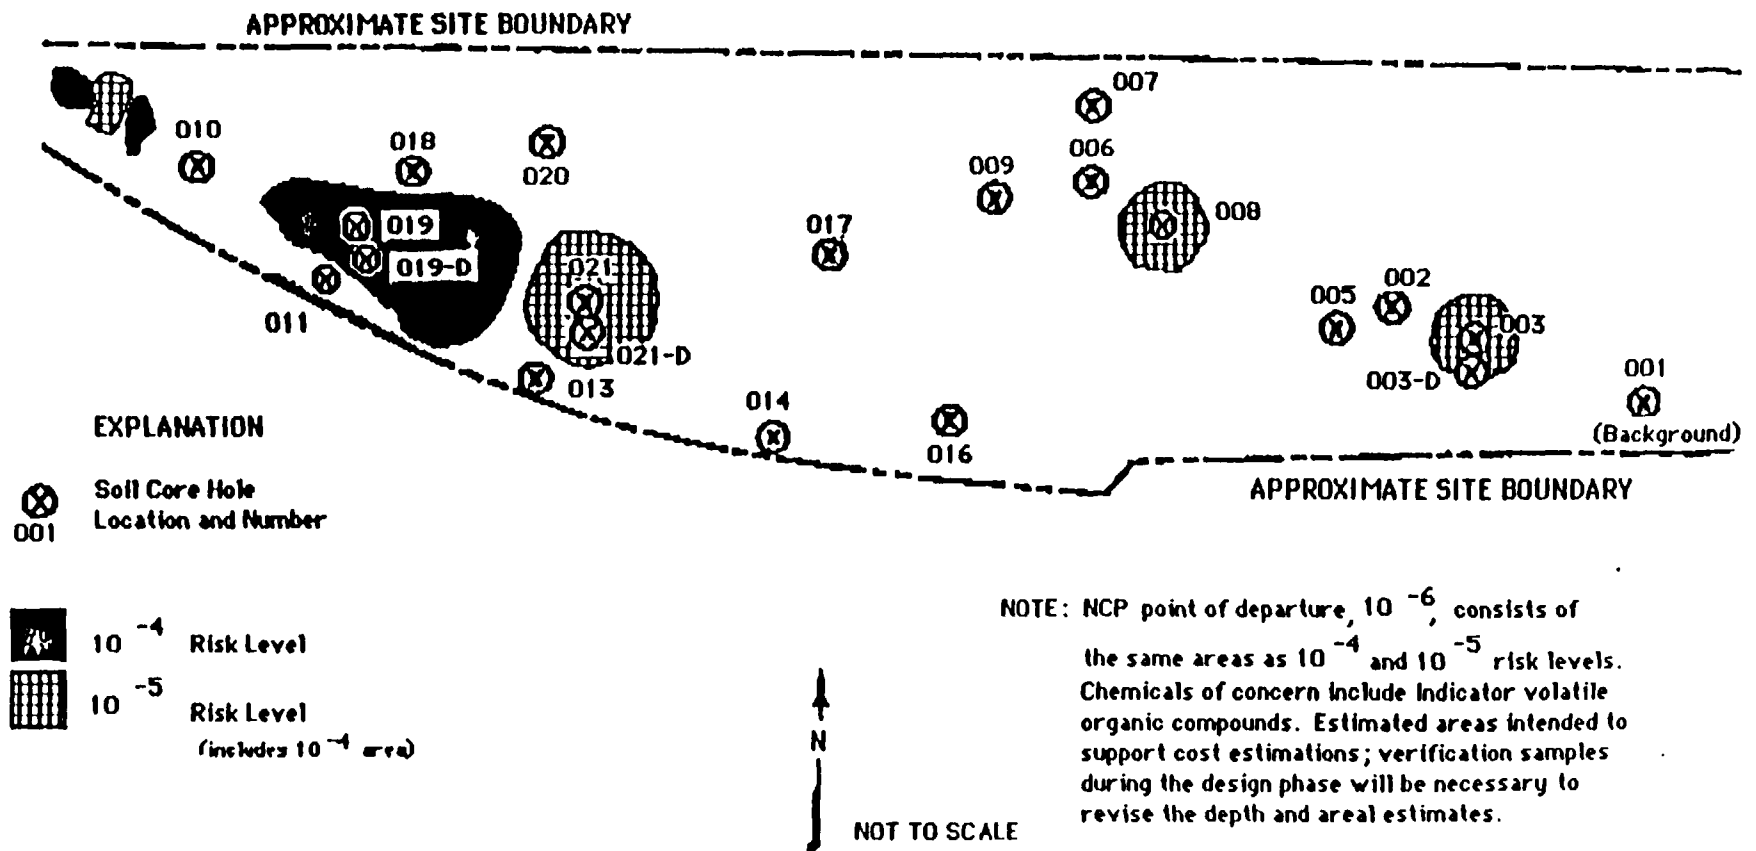 APPROXIMATE SITE BOUNDARY
007
010
018
020
009
006
008
019
019-D
017
021
021-D
011
013
005
002
003
003-D
001
(Background)
014
016
APPROXIMATE SITE BOUNDARY
EXPLANATION
Soil Core Hole
Location and Number
001
10 -4 Risk Level
10 -5 Risk Level
(includes 10 -4 area)
N
NOT TO SCALE
NOTE: NCP point of departure, 10 -6, consists of
the same areas as 10 -4 and 10 -5 risk levels.
Chemicals of concern include indicator volatile
organic compounds. Estimated areas intended to
support cost estimations; verification samples
during the design phase will be necessary to
revise the depth and areal estimates.